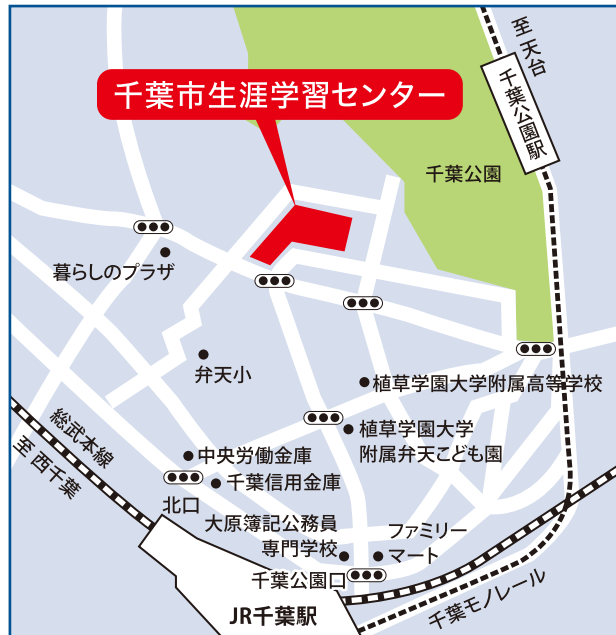 至 天台
千葉公園駅
千葉市生涯学習センター
千葉公園
暮らしのプラザ
弁天小
植草学園大学附属高等学校
植草学園大学
附属弁天こども園
総武本線
至 西千葉
中央労働金庫
千葉信用金庫
北口
大原簿記公務員
専門学校
ファミリー
マート
千葉公園口
JR千葉駅
千葉モノレール